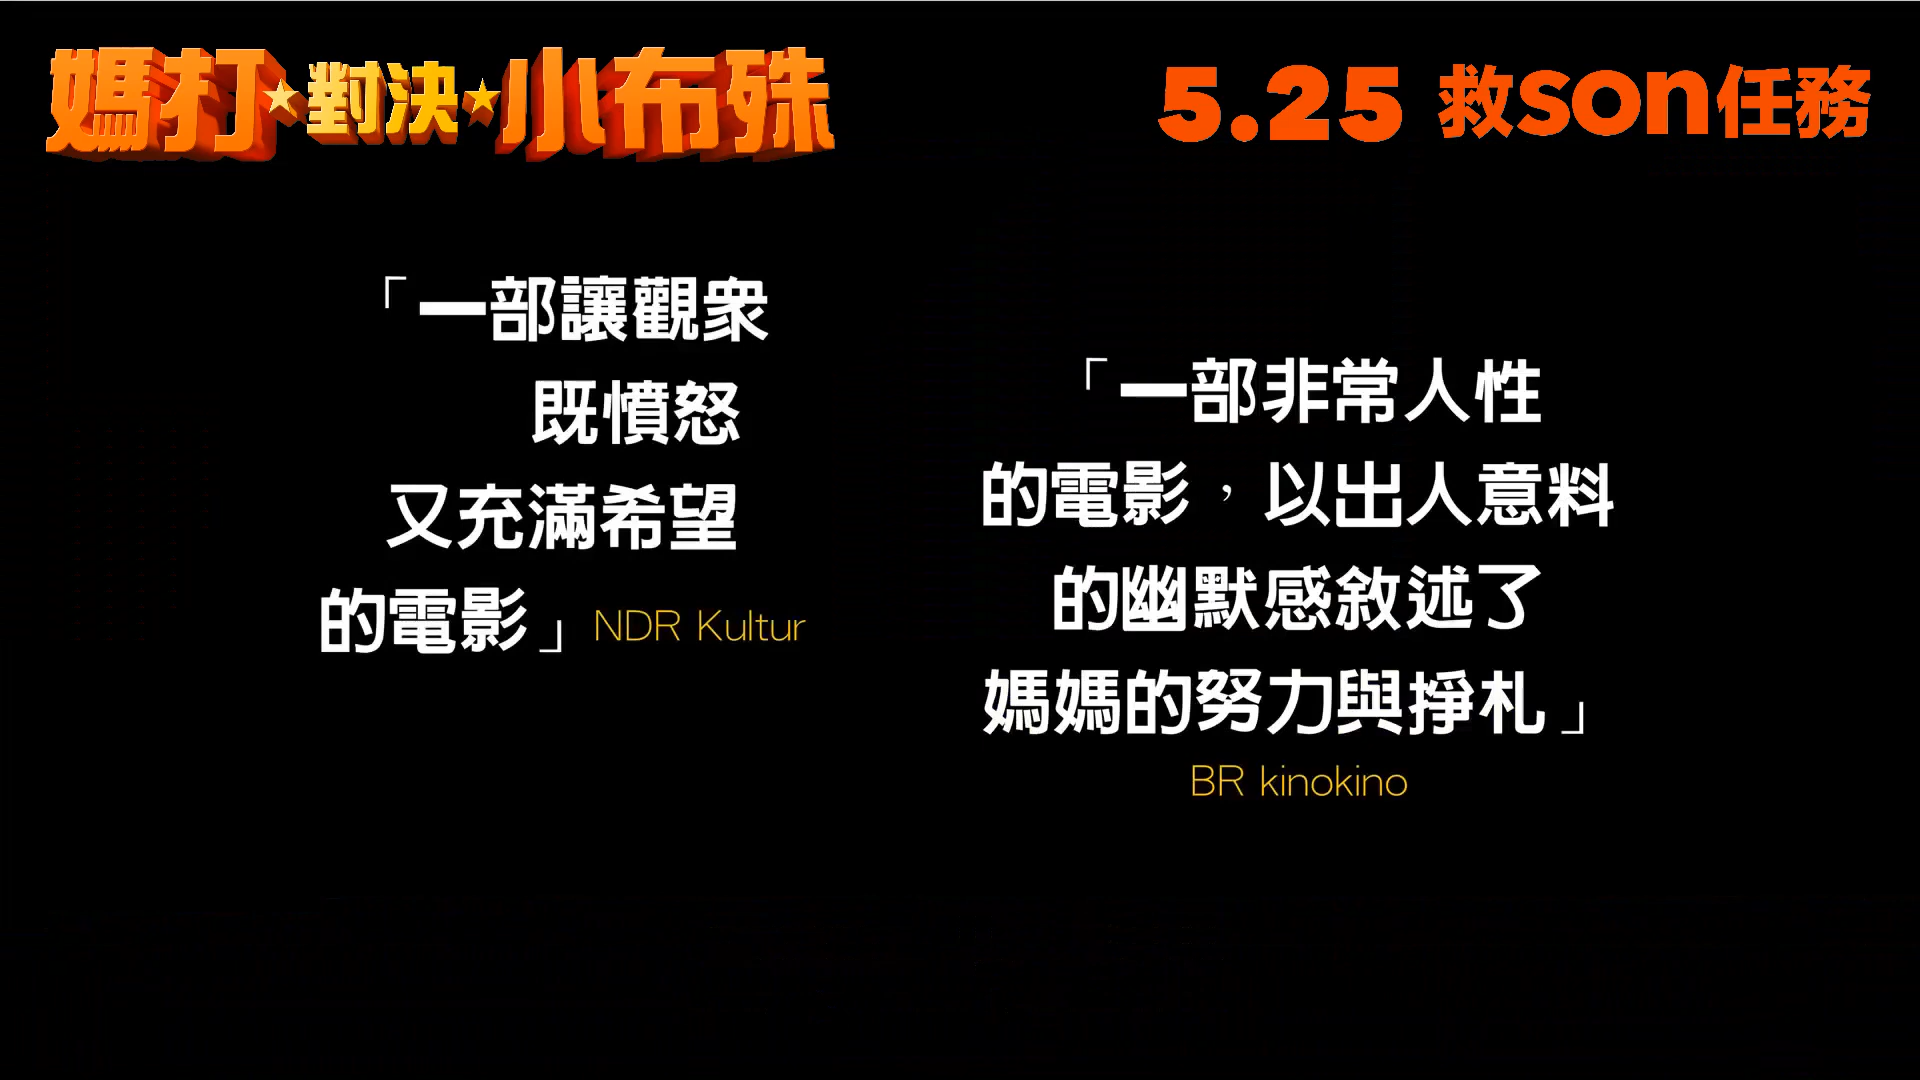 媽打★對決★小布殊
5.25 救son任務
「一部讓觀眾
既憤怒
又充滿希望
的電影」NDR Kultur
「一部非常人性
的電影，以出人意料
的幽默感敘述了
媽媽的努力與掙札」
BR kinokino